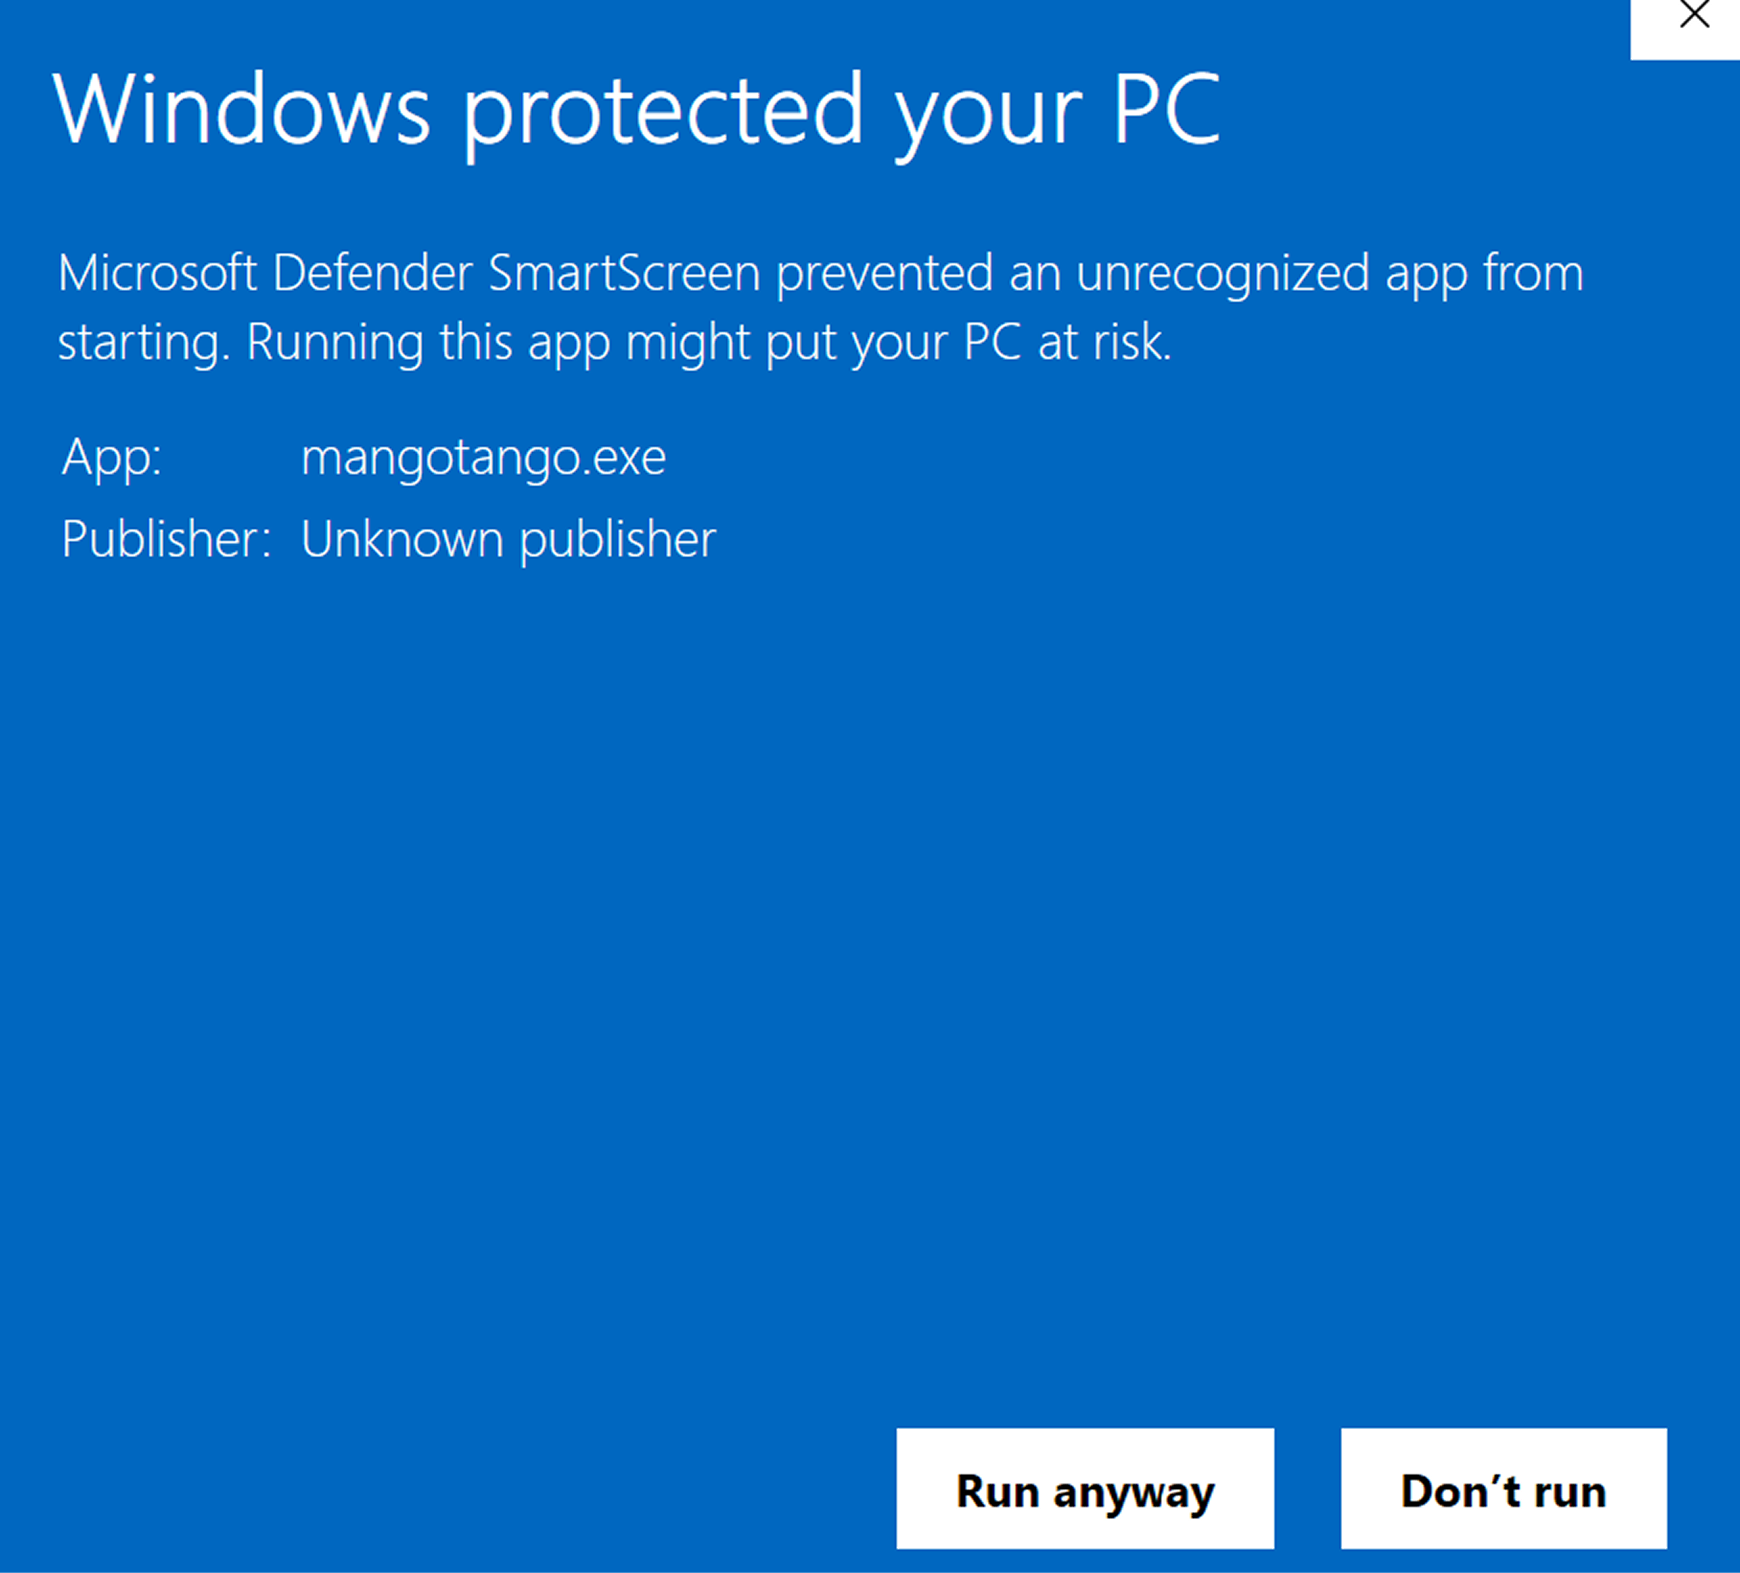 Windows protected your PC
Microsoft Defender SmartScreen prevented an unrecognized app from
starting. Running this app might put your PC at risk.
App: mangotango.exe
Publisher: Unknown publisher
Run anyway Don’t run